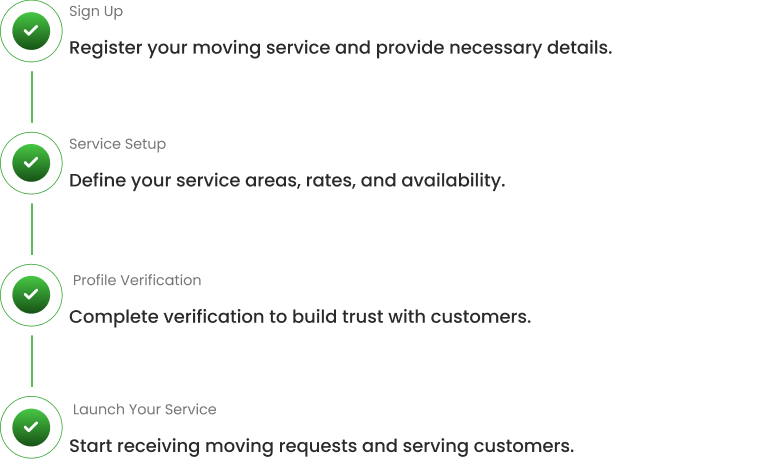 Sign Up
Register your moving service and provide necessary details.
Service Setup
Define your service areas, rates, and availability.
Profile Verification
Complete verification to build trust with customers.
Launch Your Service
Start receiving moving requests and serving customers.